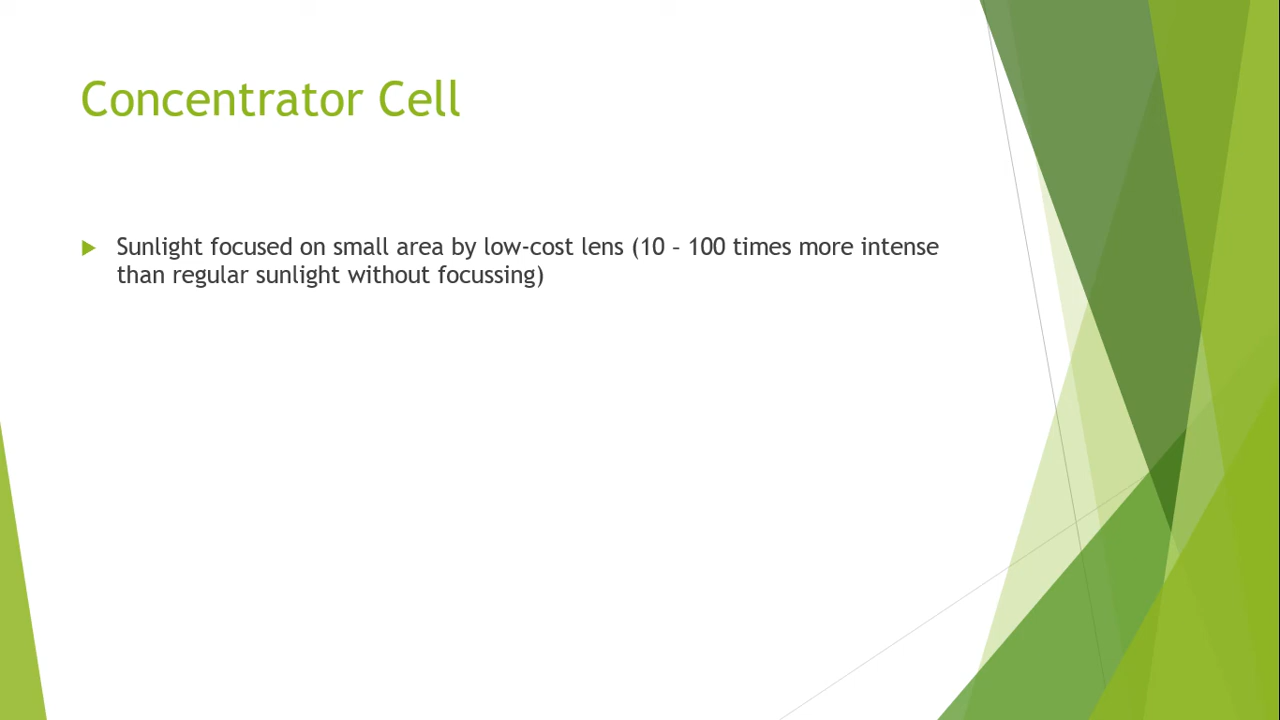 Concentrator Cell
Sunlight focused on small area by low-cost lens (10 – 100 times more intense
than regular sunlight without focussing)